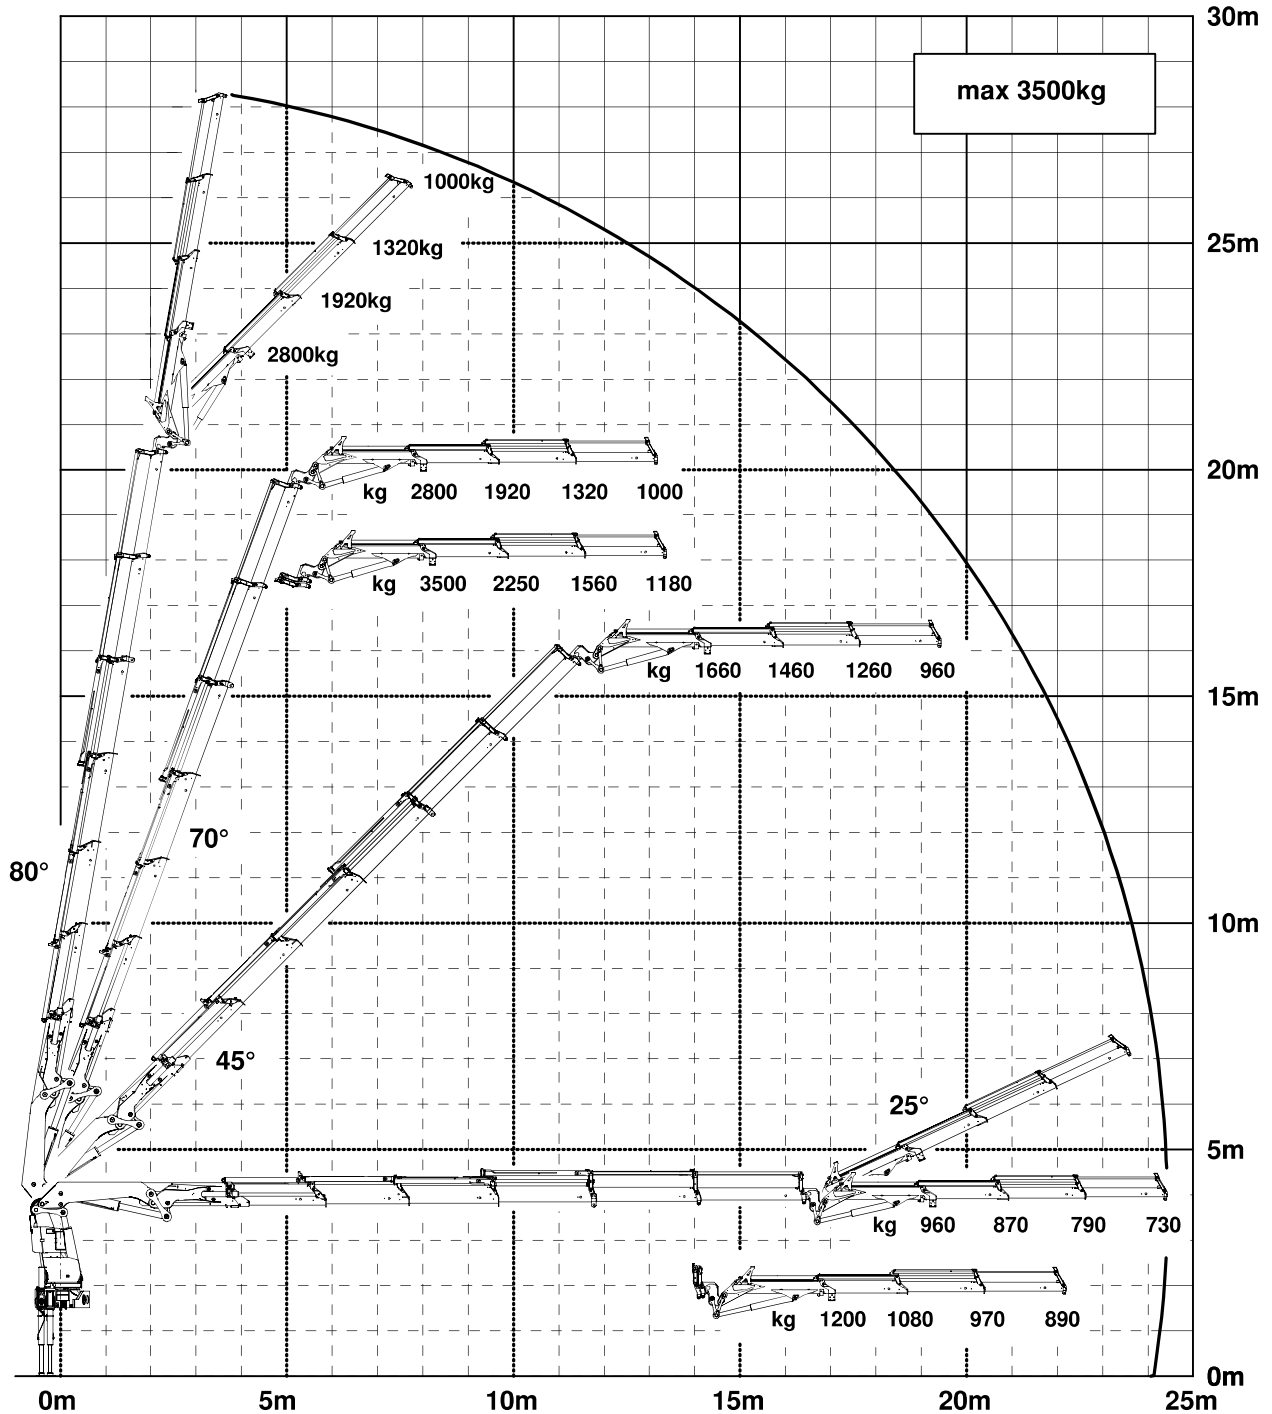 30m
max 3500kg
1000kg
1320kg
25m
1920kg
2800kg
20m
kg 2800 1920 1320 1000
kg 3500 2250 1560 1180
kg 1660 1460 1260 960
15m
70°
80°
10m
45°
25°
5m
kg 960 870 790 730
kg 1200 1080 970 890
0m
0m 5m 10m 15m 20m 25m